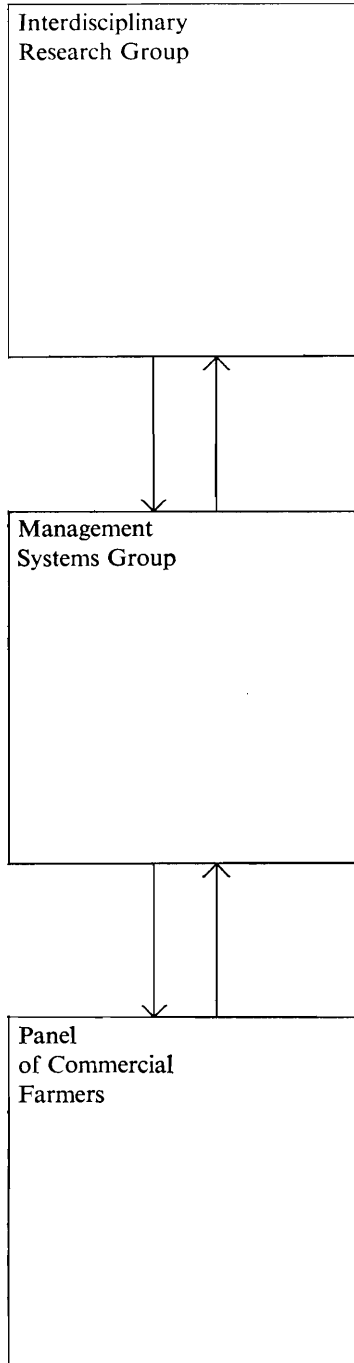 Interdisciplinary
Research Group
Management
Systems Group
Panel
of Commercial
Farmers